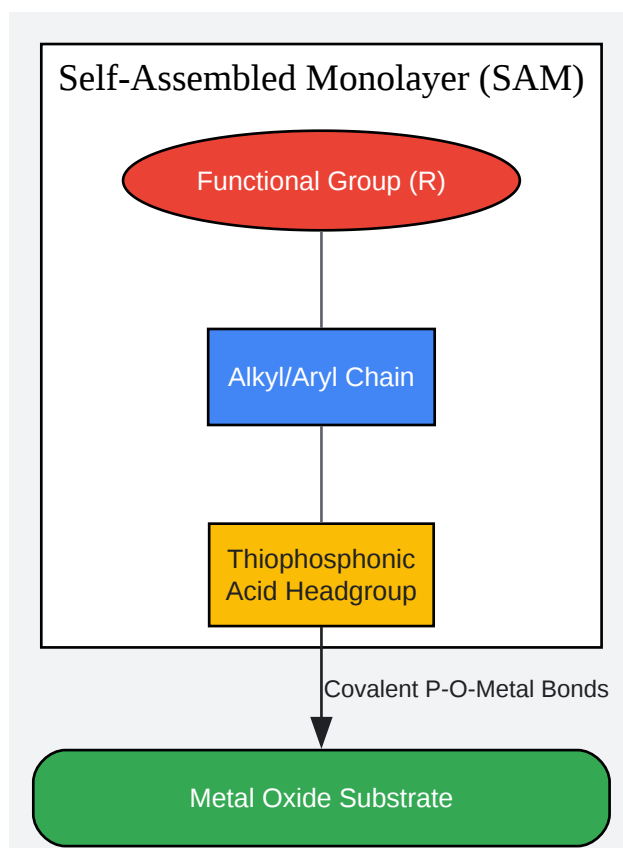 Self-Assembled Monolayer (SAM)
Functional Group (R)
Alkyl/Aryl Chain
Thiophosphonic
Acid Headgroup
Covalent P-O-Metal Bonds
Metal Oxide Substrate